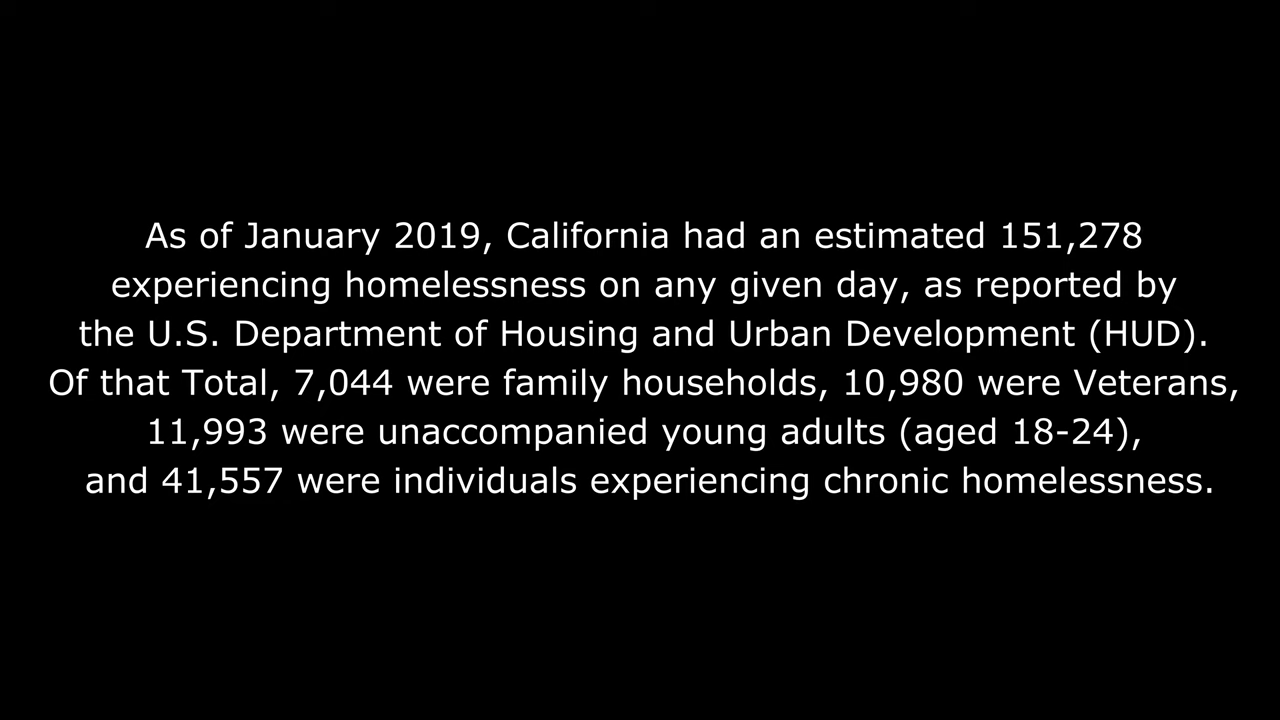 As of January 2019, California had an estimated 151,278
experiencing homelessness on any given day, as reported by
the U.S. Department of Housing and Urban Development (HUD).
Of that Total, 7,044 were family households, 10,980 were Veterans,
11,993 were unaccompanied young adults (aged 18-24),
and 41,557 were individuals experiencing chronic homelessness.